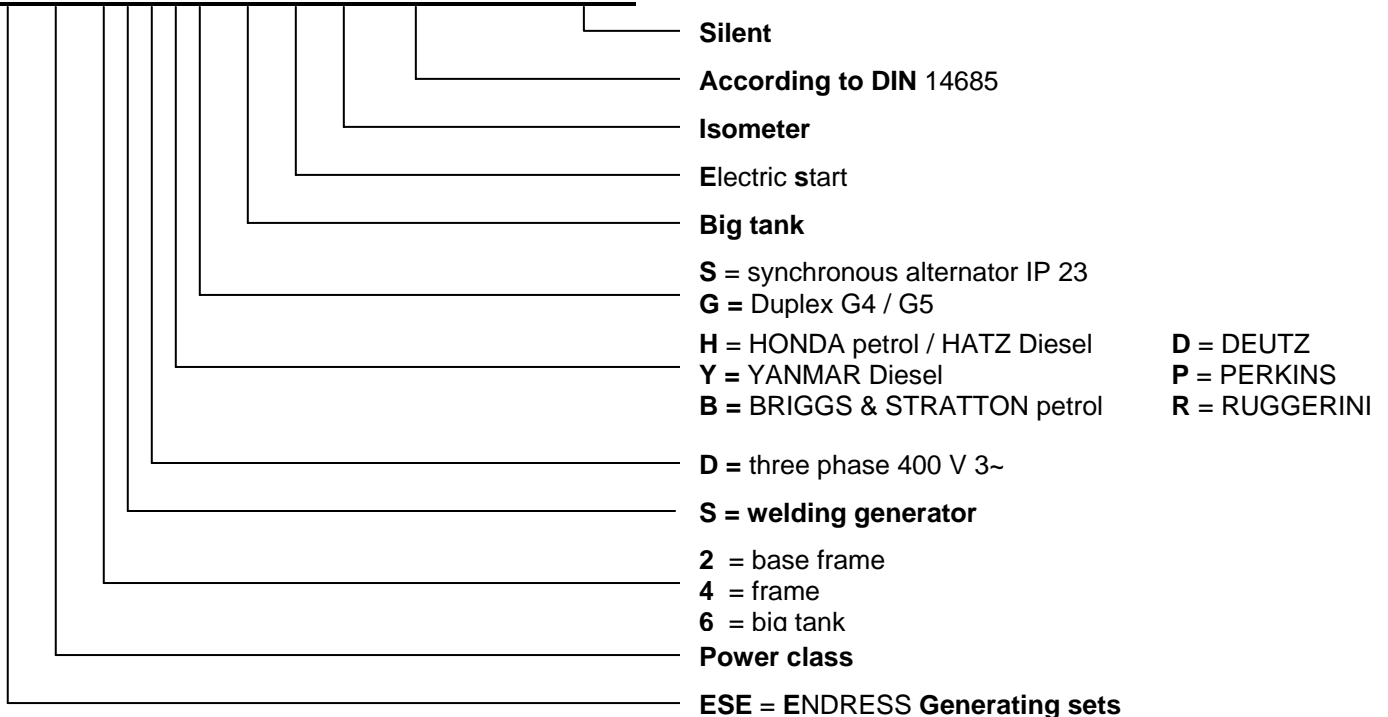 Silent
According to DIN 14685
Isometer
Electric start
Big tank
S = synchronous alternator IP 23
G = Duplex G4 / G5
H = HONDA petrol / HATZ Diesel D = DEUTZ
Y = YANMAR Diesel P = PERKINS
B = BRIGGS & STRATTON petrol R = RUGGERINI
D = three phase 400 V 3~
S = welding generator
2 = base frame
4 = frame
6 = big tank
Power class
ESE = ENDRESS Generating sets